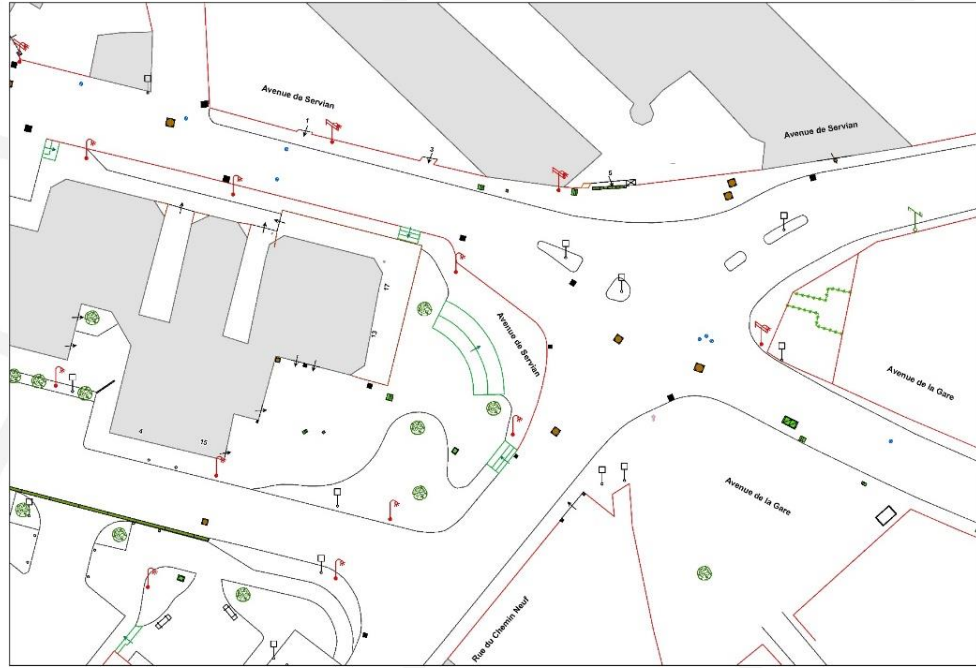 Avenue de Servian
1
3
5
Avenue de Servian
17
13
Avenue de Servian
Avenue de la Gare
4
15
Avenue de la Gare
Rue du Chemin Neuf